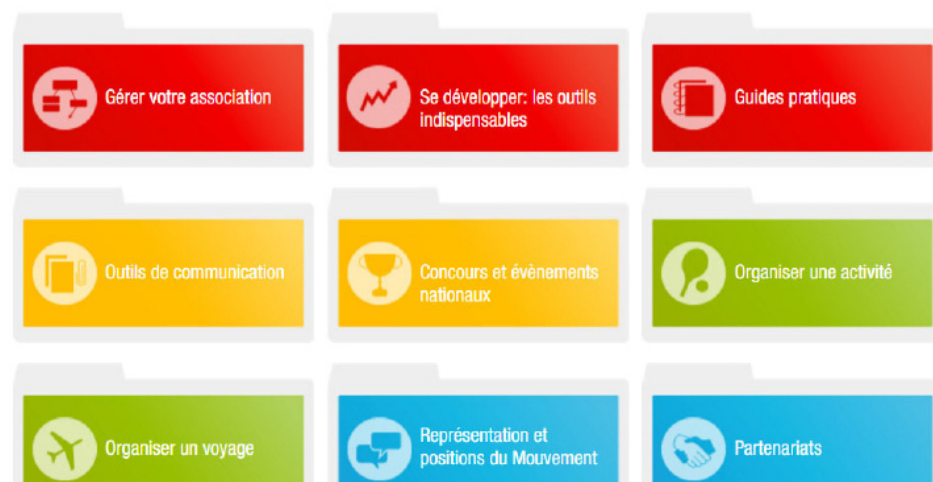 Gérer votre association
Se développer: les outils
indispensables
Guides pratiques
Outils de communication
Concours et évènements
nationaux
Organiser une activité
Organiser un voyage
Représentation et
positions du Mouvement
Partenariats